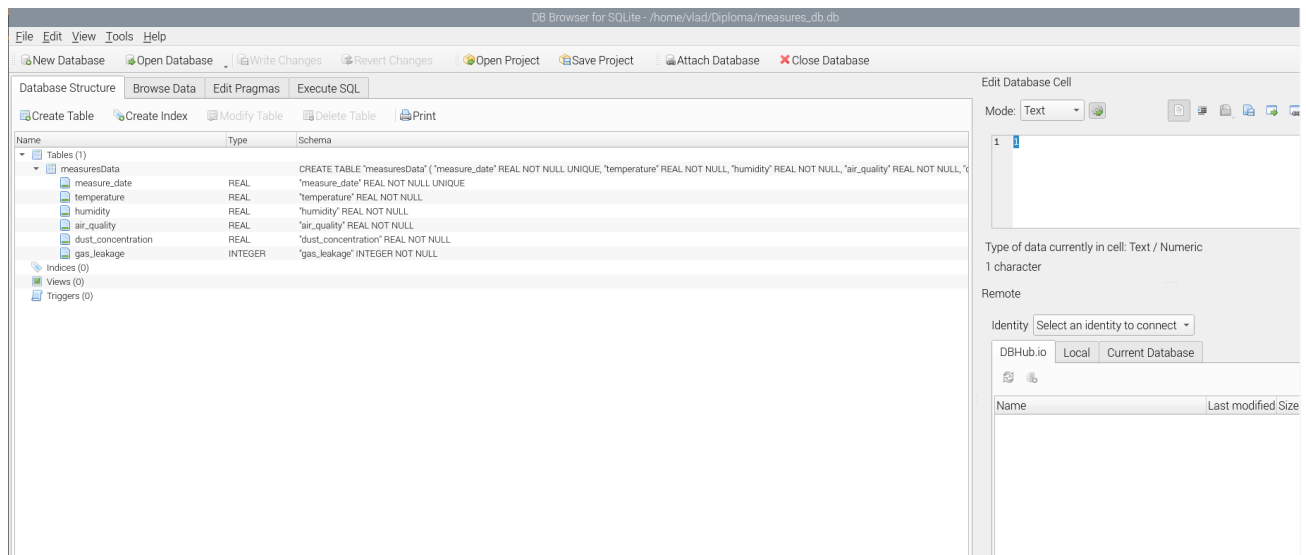 DB Browser for SQLite - /home/vlad/Diploma/measures_db.db
File Edit View Tools Help
New Database Open Database Write Changes Revert Changes Open Project Save Project Attach Database Close Database
Database Structure Browse Data Edit Pragmas Execute SQL
Create Table Create Index Modify Table Delete Table Print
Name Type Schema
Tables (1)
measuresData CREATE TABLE "measuresData" ( "measure_date" REAL NOT NULL UNIQUE, "temperature" REAL NOT NULL, "humidity" REAL NOT NULL, "air_quality" REAL NOT NULL, "d
measure_date REAL "measure_date" REAL NOT NULL UNIQUE
temperature REAL "temperature" REAL NOT NULL
humidity REAL "humidity" REAL NOT NULL
air_quality REAL "air_quality" REAL NOT NULL
dust_concentration REAL "dust_concentration" REAL NOT NULL
gas_leakage INTEGER "gas_leakage" INTEGER NOT NULL
Indices (0)
Views (0)
Triggers (0)
Edit Database Cell
Mode: Text
1 1
Type of data currently in cell: Text / Numeric
1 character
Remote
Identity Select an identity to connect
DBHub.io Local Current Database
Name Last modified Size